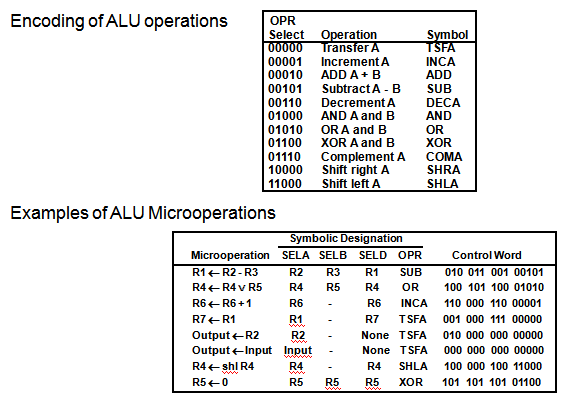 Encoding of ALU operations
OPR
Select Operation Symbol
00000 Transfer A TSFA
00001 Increment A INCA
00010 ADD A + B ADD
00101 Subtract A - B SUB
00110 Decrement A DECA
01000 AND A and B AND
01010 OR A and B OR
01100 XOR A and B XOR
01110 Complement A COMA
10000 Shift right A SHRA
11000 Shift left A SHLA
Examples of ALU Microoperations
Symbolic Designation
Microoperation SELA SELB SELD OPR Control Word
R1 ← R2 - R3 R2 R3 R1 SUB 010 011 001 00101
R4 ← R4 ∨ R5 R4 R5 R4 OR 100 101 100 01010
R6 ← R6 + 1 R6 - R6 INCA 110 000 110 00001
R7 ← R1 R1 - R7 TSFA 001 000 111 00000
Output ← R2 R2 - None TSFA 010 000 000 00000
Output ← Input Input - None TSFA 000 000 000 00000
R4 ← shl R4 R4 - R4 SHLA 100 000 100 11000
R5 ← 0 R5 R5 R5 XOR 101 101 101 01100